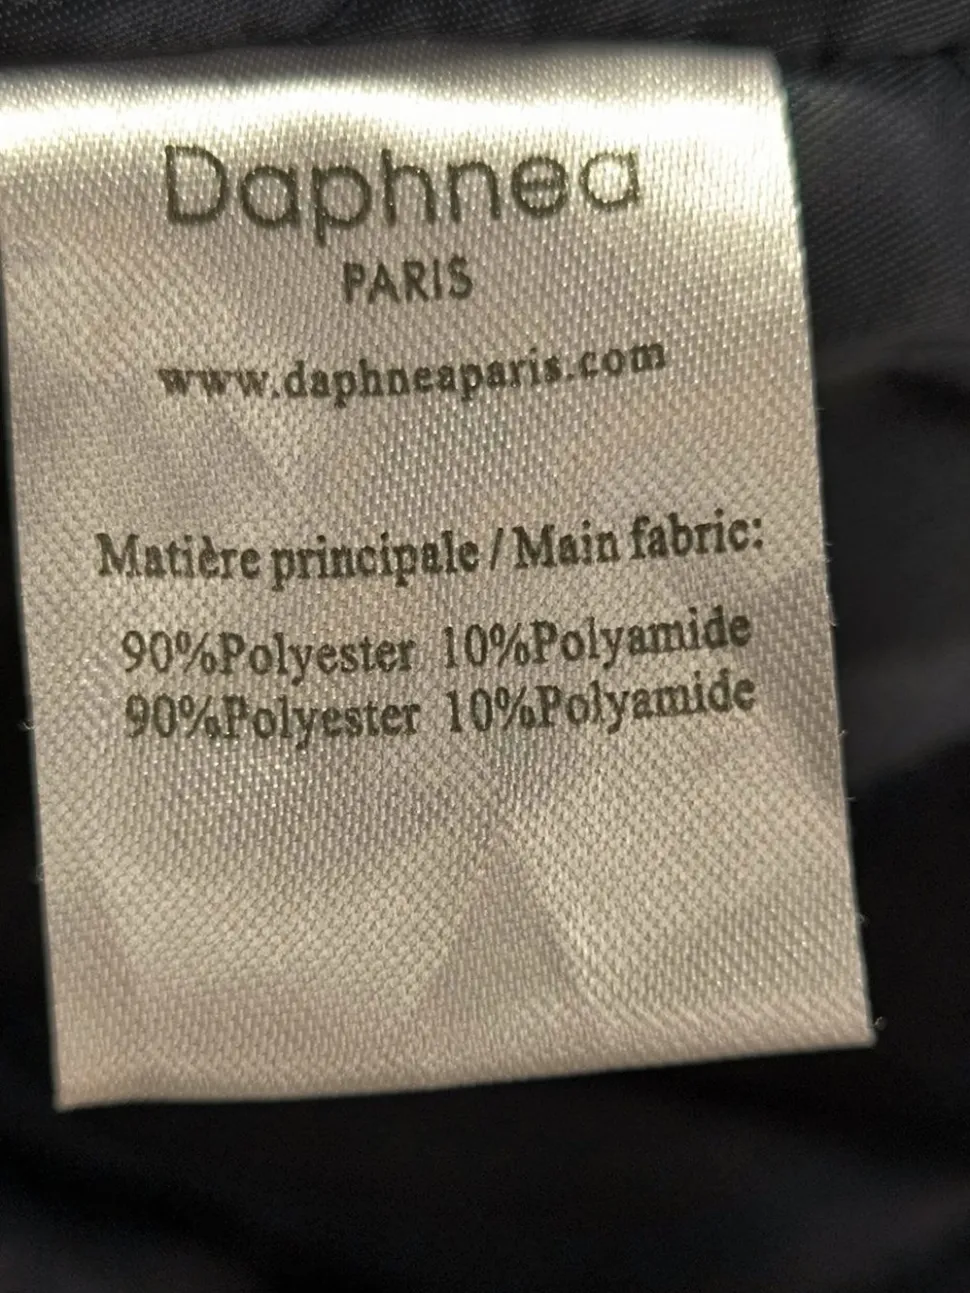 Daphnea
PARIS
www.daphneaparis.com
Matière principale / Main fabric:
90%Polyester 10%Polyamide
90%Polyester 10%Polyamide